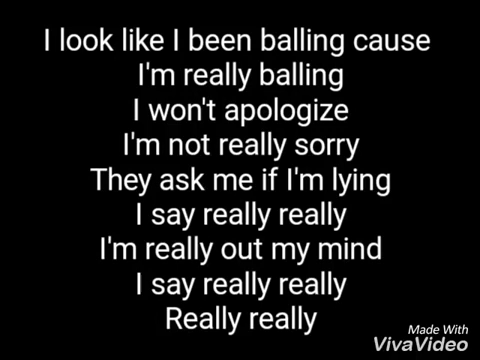 I look like I been balling cause
I'm really balling
I won't apologize
I'm not really sorry
They ask me if I'm lying
I say really really
I'm really out my mind
I say really really
Really really
Made With
VivaVideo